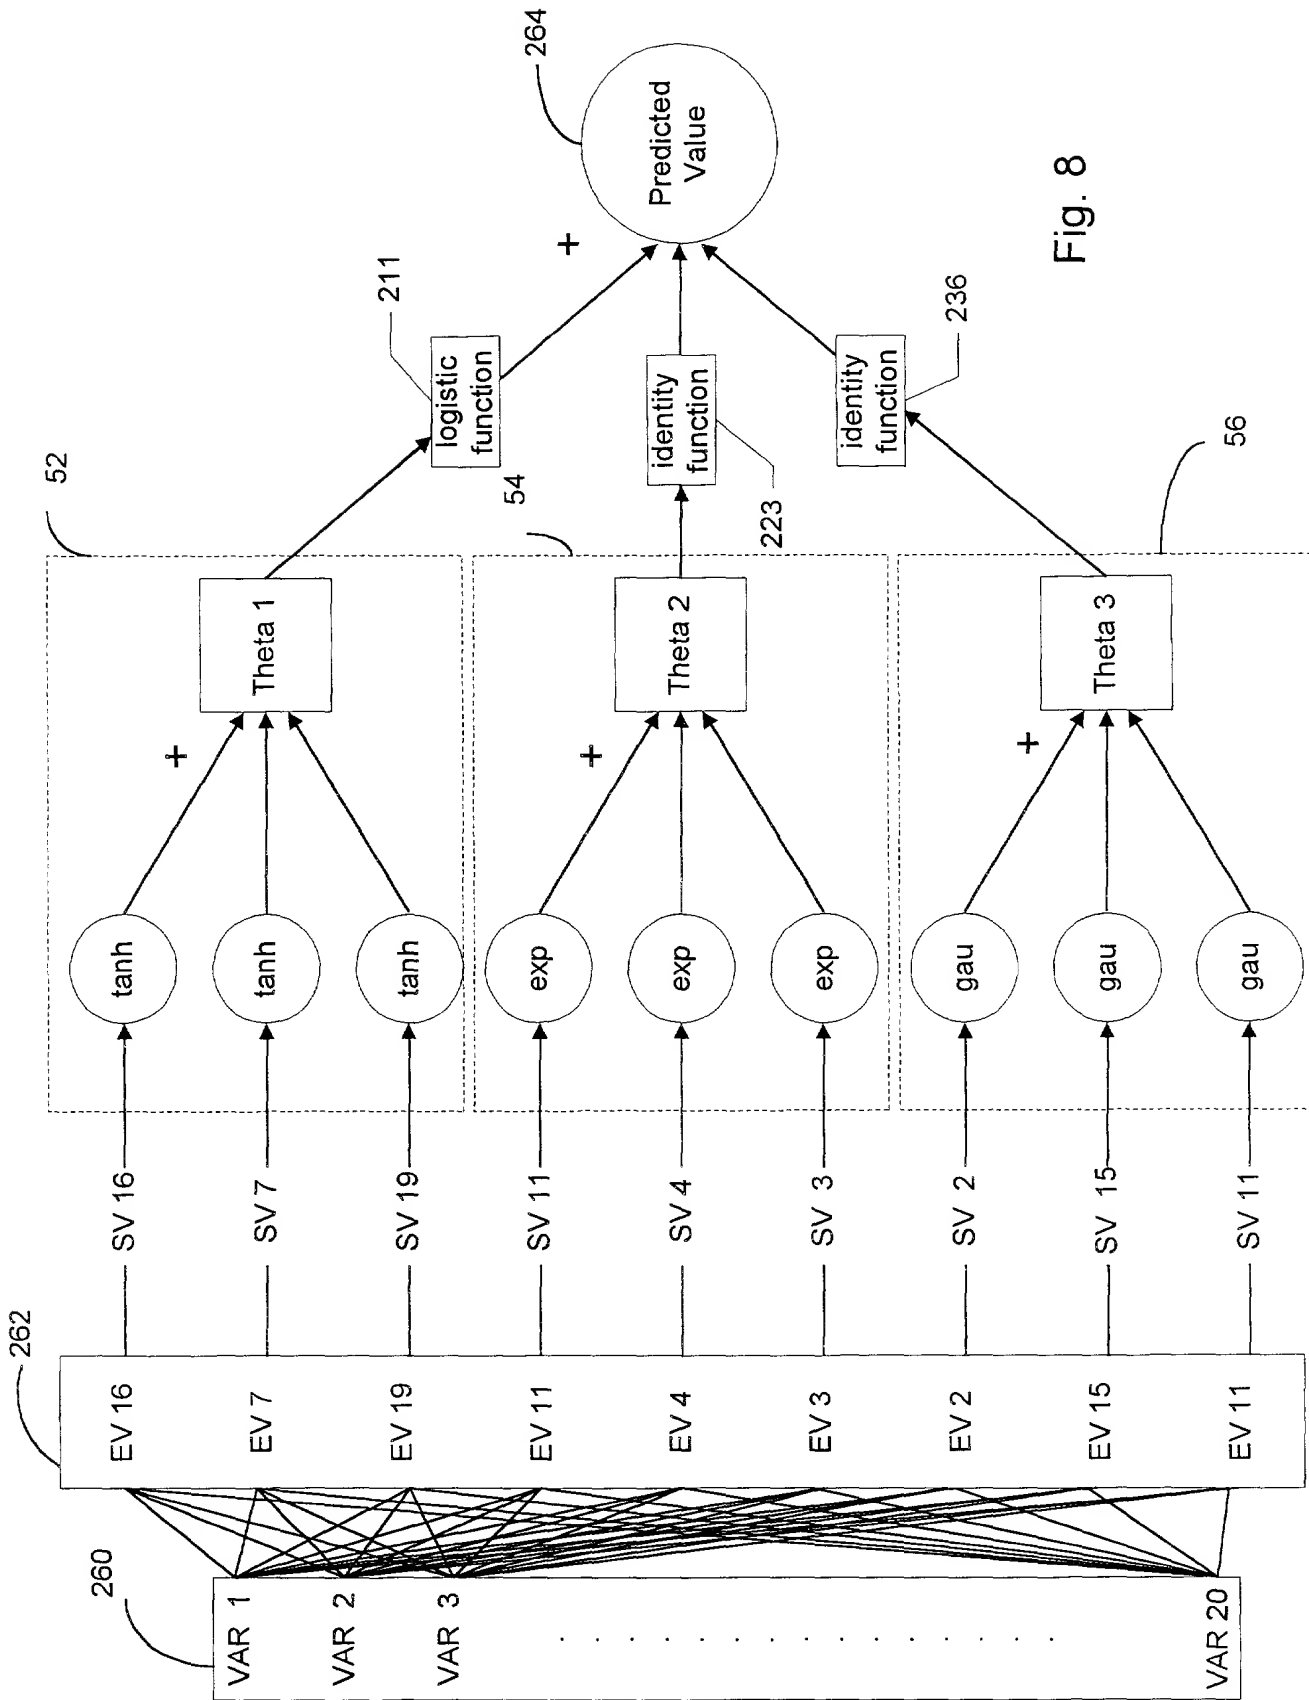 260
VAR 1
VAR 2
VAR 3
. . . . . . . . . . . . . . .
VAR 20
262
EV 16
EV 7
EV 19
EV 11
EV 4
EV 3
EV 2
EV 15
EV 11
SV 16
SV 7
SV 19
SV 11
SV 4
SV 3
SV 2
SV 15
SV 11
52
tanh
tanh
tanh
+
Theta 1
54
exp
exp
exp
+
Theta 2
56
gau
gau
gau
+
Theta 3
211
logistic
function
223
identity
function
236
identity
function
+
264
Predicted
Value
Fig. 8